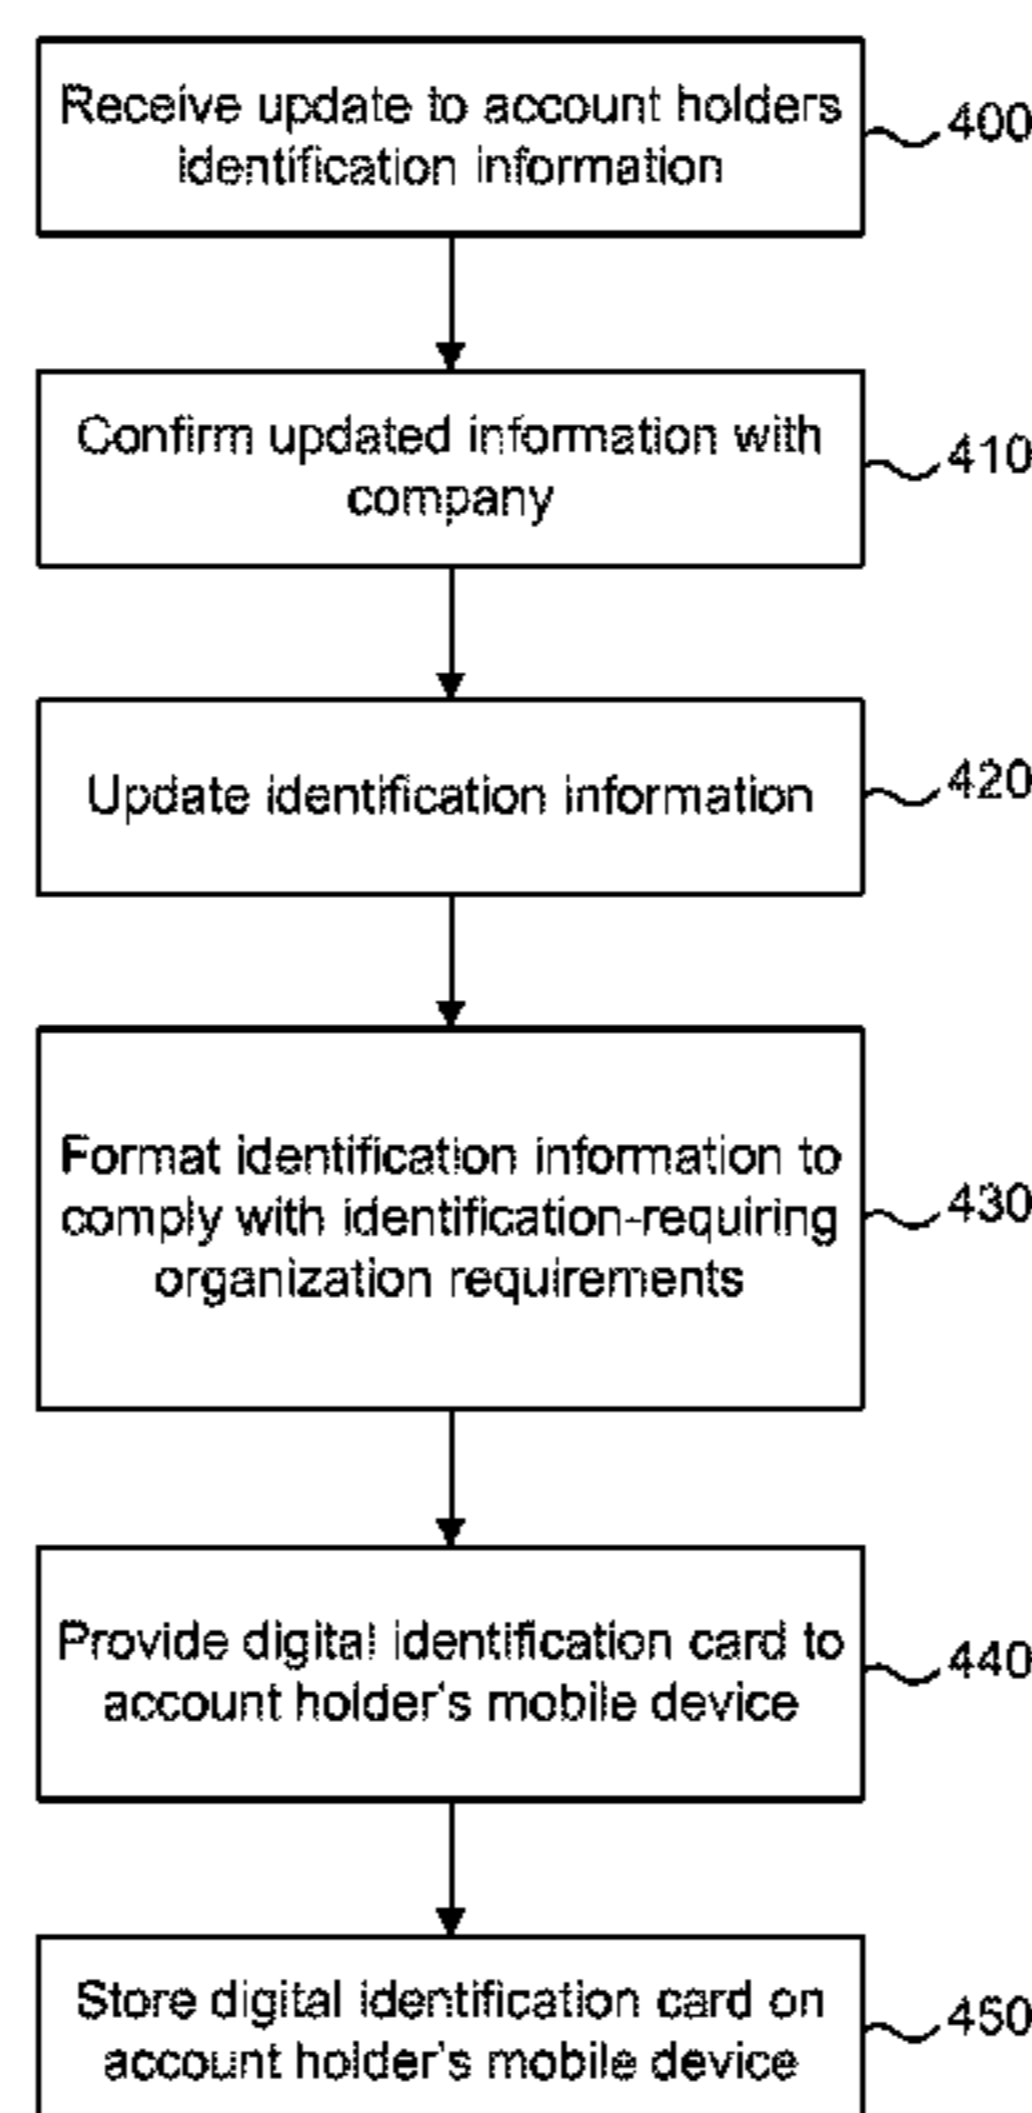 Receive update to account holders
identification information
400
Confirm updated information with
company
410
Update identification information
420
Format identification information to
comply with identification-requiring
organization requirements
430
Provide digital identification card to
account holder's mobile device
440
Store digital identification card on
account holder's mobile device
450